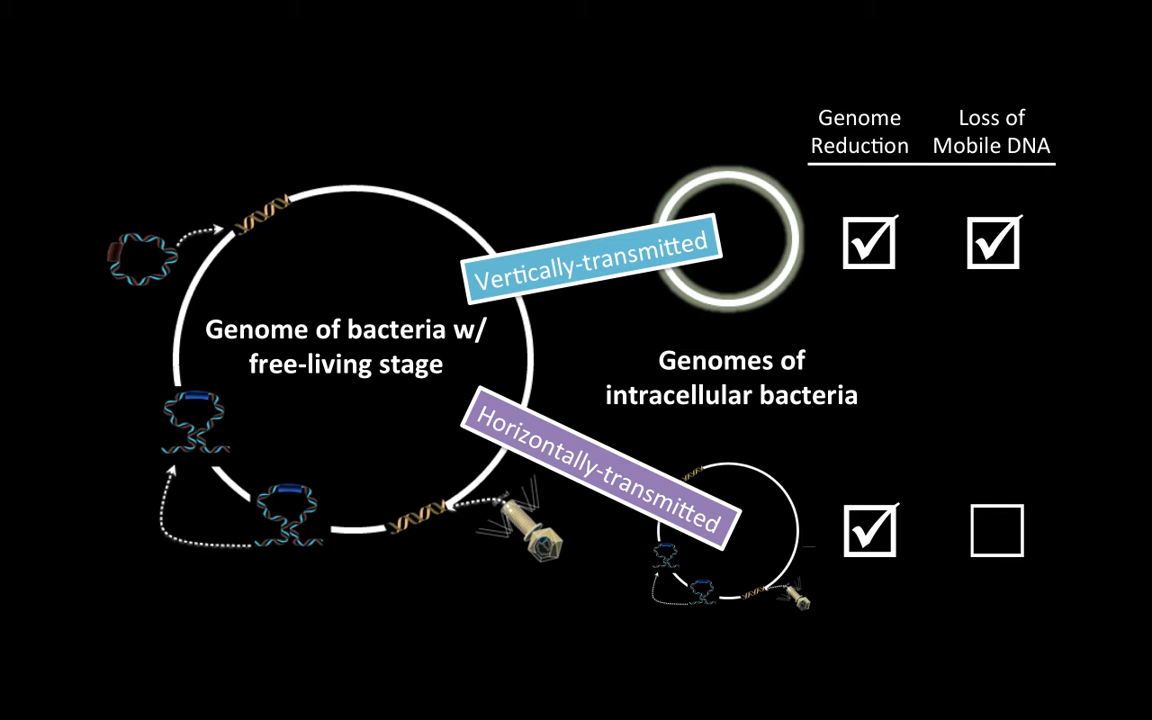 Genome
Reduction
Loss of
Mobile DNA
Vertically-transmitted
Genome of bacteria w/
free-living stage
Genomes of
intracellular bacteria
Horizontally-transmitted